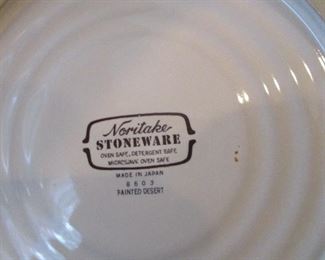 Noritake
STONEWARE
OVEN SAFE, DETERGENT SAFE
MICROWAVE OVEN SAFE
MADE IN JAPAN
8603
PAINTED DESERT